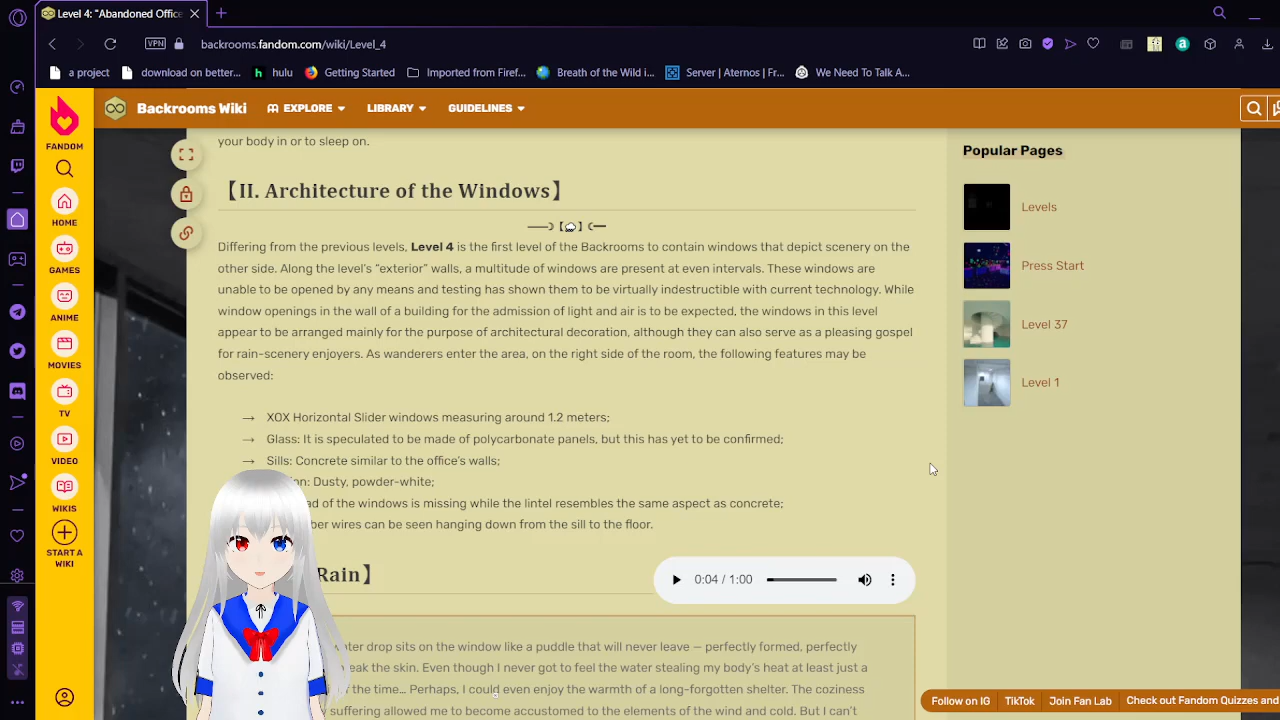 Level 4: "Abandoned Office
VPN
backrooms.fandom.com/wiki/Level_4
a project
download on better...
hulu
Getting Started
Imported from Firef...
Breath of the Wild i...
Server | Aternos | Fr...
We Need To Talk A...
FANDOM
HOME
GAMES
ANIME
MOVIES
TV
VIDEO
WIKIS
START A
WIKI
Backrooms Wiki
EXPLORE
LIBRARY
GUIDELINES
your body in or to sleep on.
【II. Architecture of the Windows】
Differing from the previous levels, Level 4 is the first level of the Backrooms to contain windows that depict scenery on the
other side. Along the level's “exterior” walls, a multitude of windows are present at even intervals. These windows are
unable to be opened by any means and testing has shown them to be virtually indestructible with current technology. While
window openings in the wall of a building for the admission of light and air is to be expected, the windows in this level
appear to be arranged mainly for the purpose of architectural decoration, although they can also serve as a pleasing gospel
for rain-scenery enjoyers. As wanderers enter the area, on the right side of the room, the following features may be
observed:
→ XOX Horizontal Slider windows measuring around 1.2 meters;
→ Glass: It is speculated to be made of polycarbonate panels, but this has yet to be confirmed;
→ Sills: Concrete similar to the office's walls;
on: Dusty, powder-white;
ad of the windows is missing while the lintel resembles the same aspect as concrete;
ber wires can be seen hanging down from the sill to the floor.
Rain】
0:04 / 1:00
ter drop sits on the window like a puddle that will never leave — perfectly formed, perfectly
eak the skin. Even though I never got to feel the water stealing my body's heat at least just a
the time... Perhaps, I could even enjoy the warmth of a long-forgotten shelter. The coziness
suffering allowed me to become accustomed to the elements of the wind and cold. But I can't
Popular Pages
Levels
Press Start
Level 37
Level 1
Follow on IG
TikTok
Join Fan Lab
Check out Fandom Quizzes and